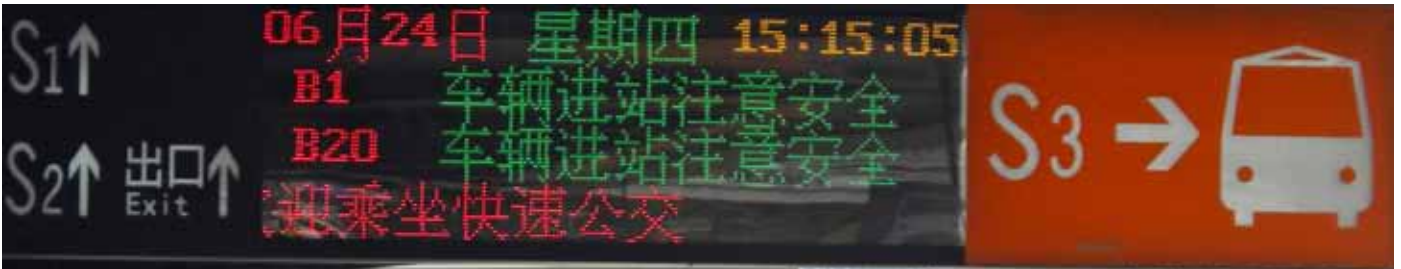 S1↑
S2↑ 出口↑
Exit
06月24日 星期四 15:15:05
B1 车辆进站注意安全
B20 车辆进站注意安全
迎乘坐快速公交
S3→